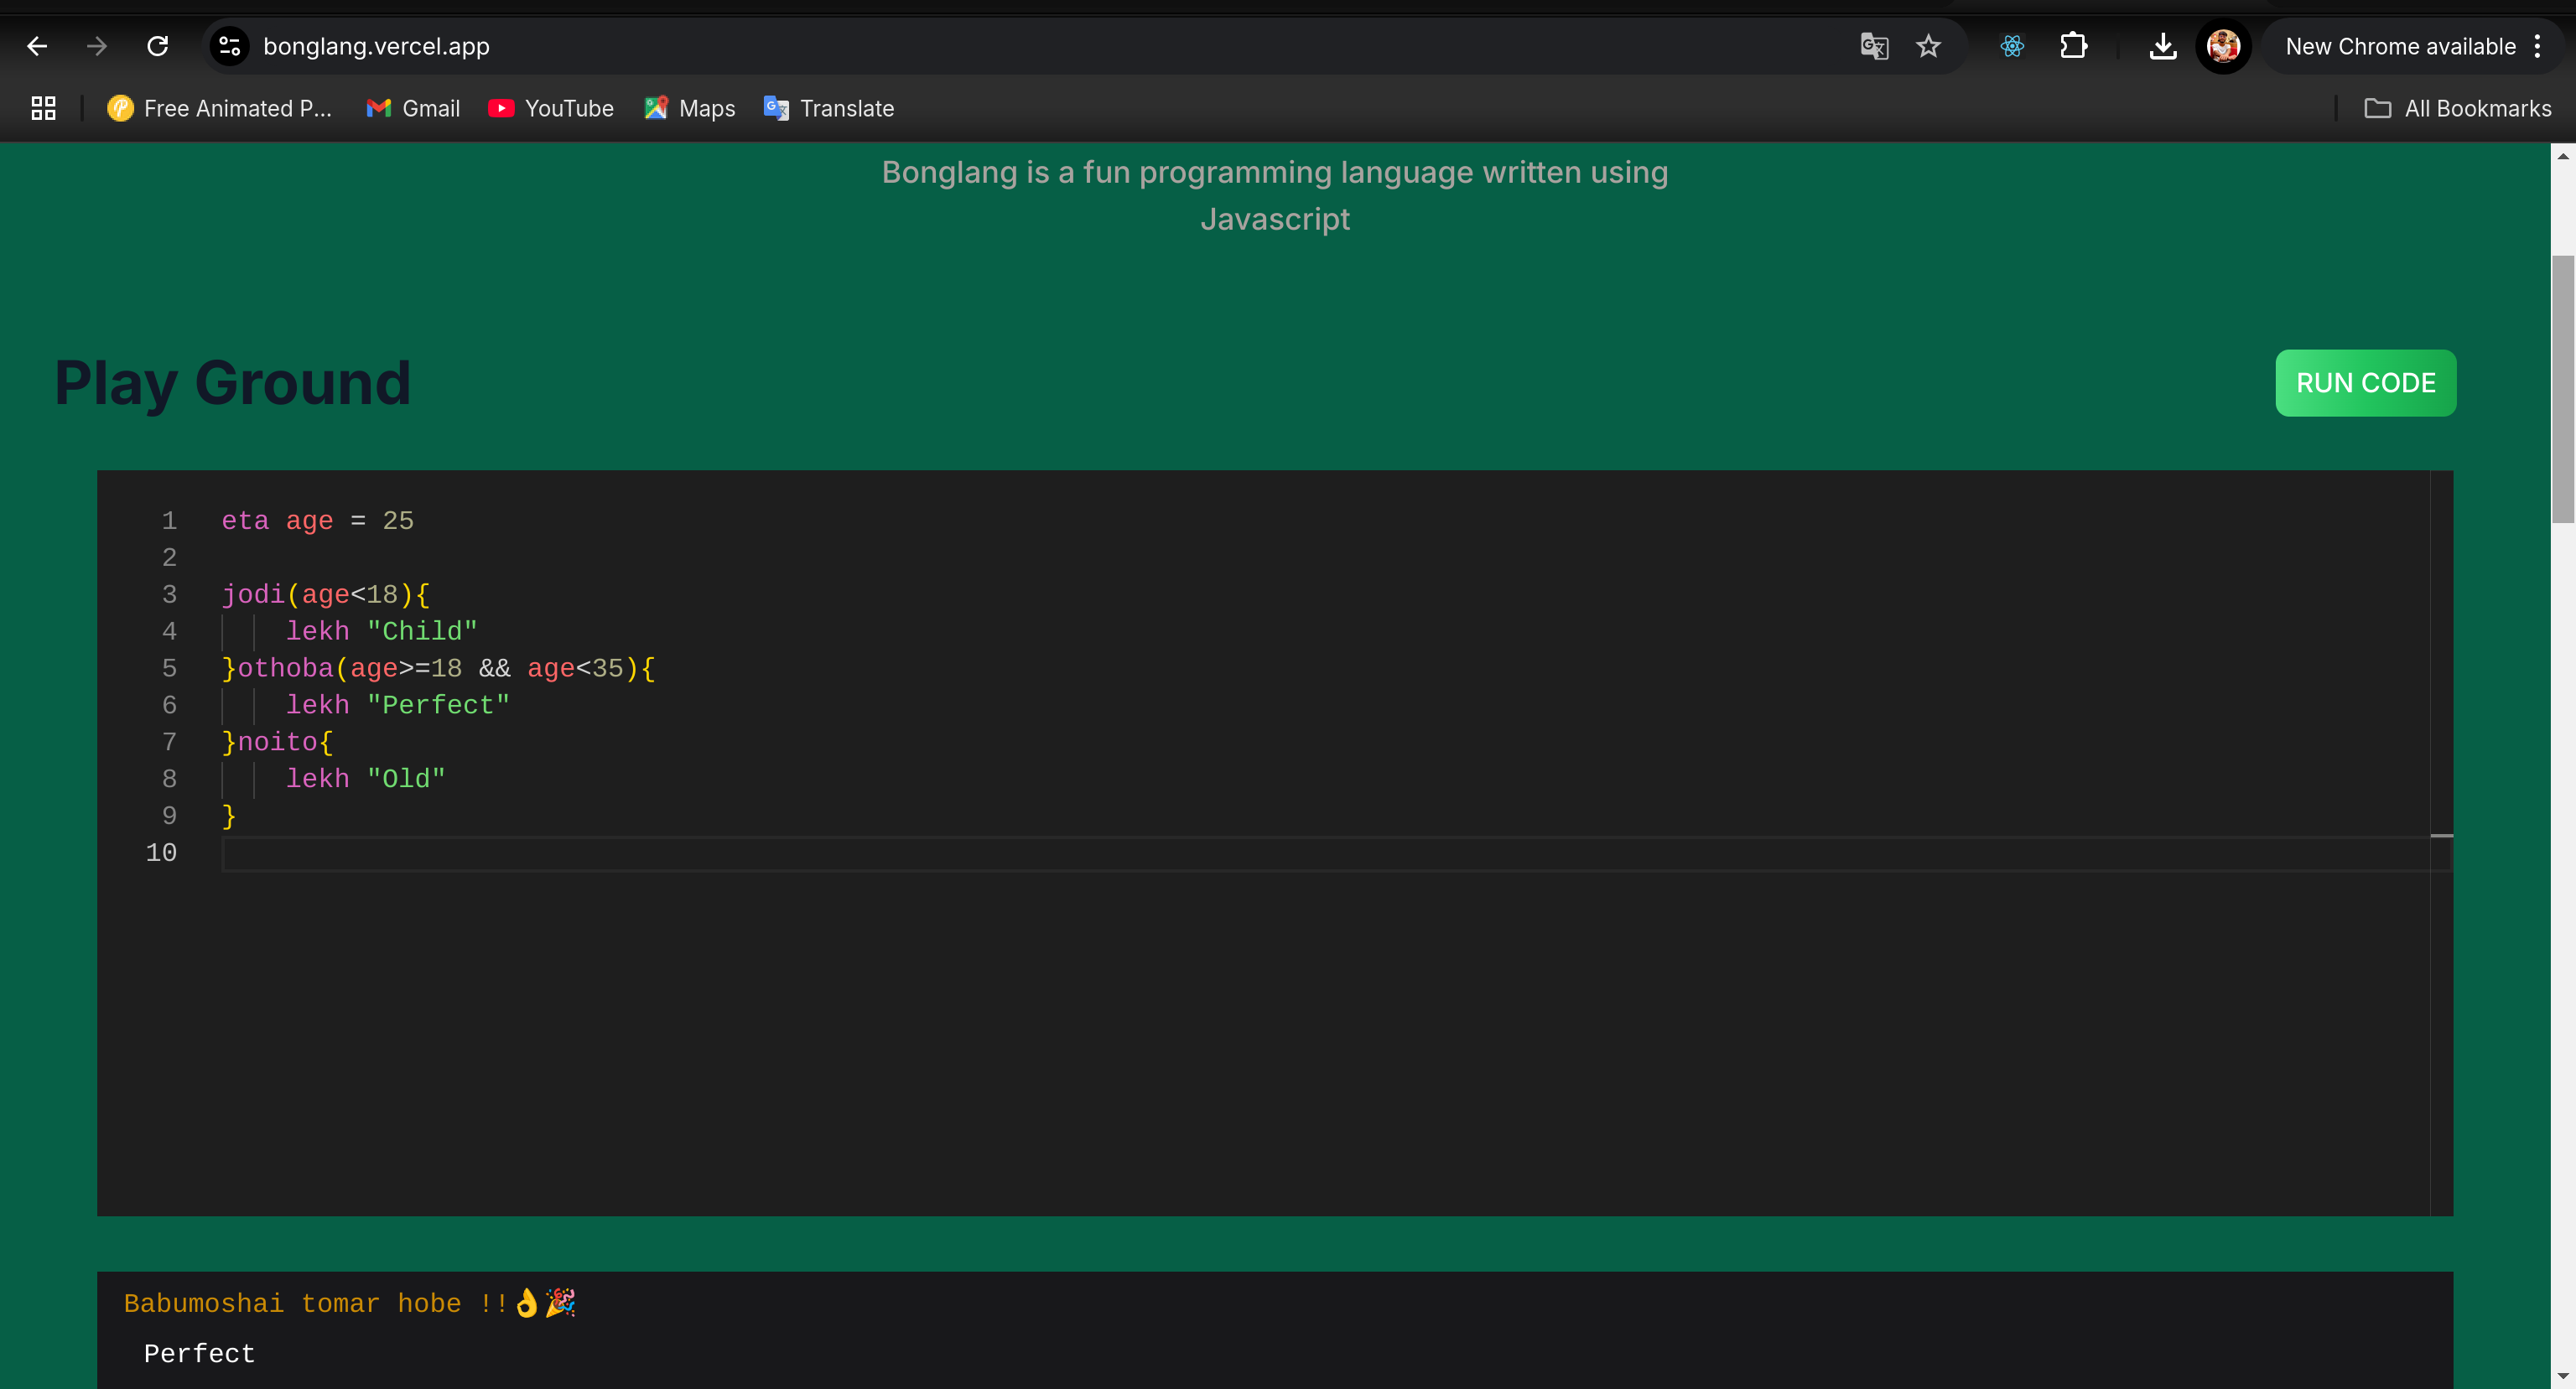 bonglang.vercel.app
New Chrome available
Free Animated P...
Gmail
YouTube
Maps
Translate
All Bookmarks
Bonglang is a fun programming language written using
Javascript
Play Ground
RUN CODE
1 eta age = 25
2
3 jodi(age<18){
4 lekh "Child"
5 }othoba(age>=18 && age<35){
6 lekh "Perfect"
7 }noito{
8 lekh "Old"
9 }
10
Babumoshai tomar hobe !!👌🎉
Perfect